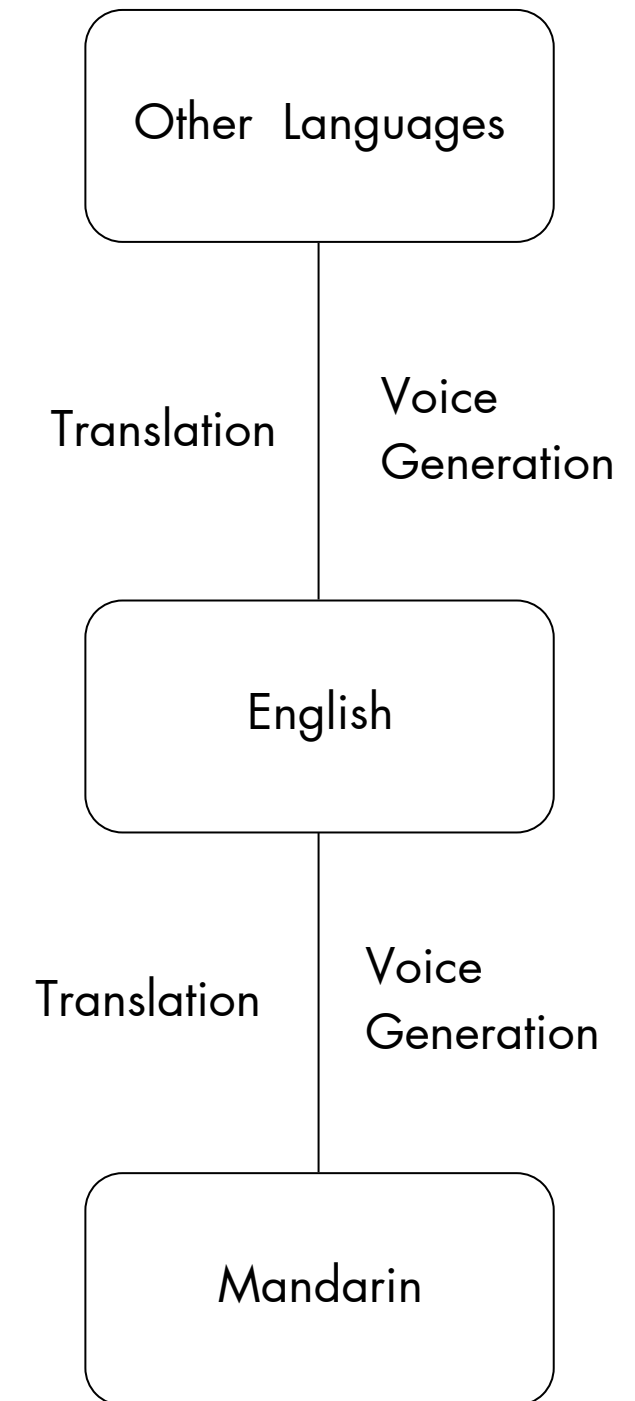 Other Languages
Translation
Voice
Generation
English
Translation
Voice
Generation
Mandarin